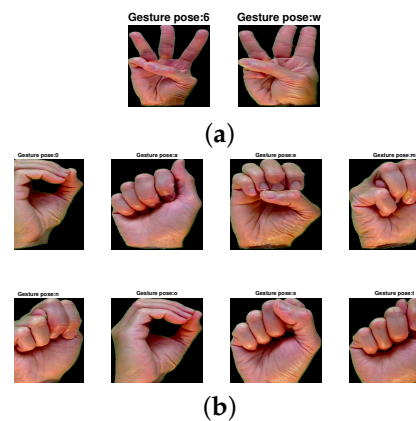 Gesture pose:6 Gesture pose:w
(a)
Gesture pose:0 Gesture pose:a Gesture pose:e Gesture pose:m
Gesture pose:n Gesture pose:o Gesture pose:s Gesture pose:t
(b)